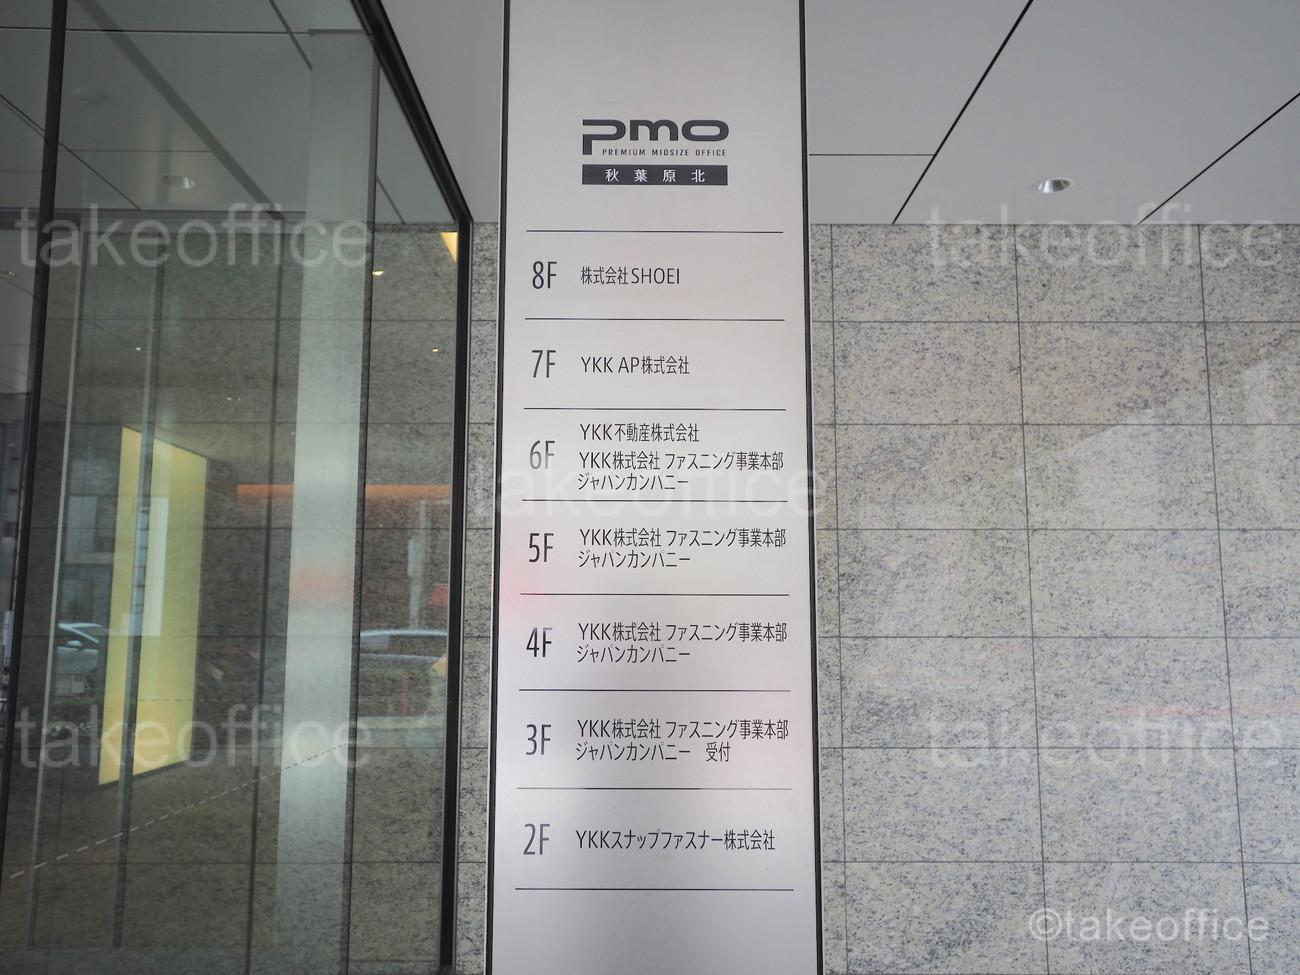 pmo
PREMIUM MIDSIZE OFFICE
秋葉原北
8F 株式会社SHOEI
7F YKK AP株式会社
6F YKK不動産株式会社
YKK株式会社 ファスニング事業本部
ジャパンカンパニー
5F YKK株式会社 ファスニング事業本部
ジャパンカンパニー
4F YKK株式会社 ファスニング事業本部
ジャパンカンパニー
3F YKK株式会社 ファスニング事業本部
ジャパンカンパニー 受付
2F YKKスナップファスナー株式会社
takeoffice
takeoffice
takeoffice
takeoffice
takeoffice
©takeoffice